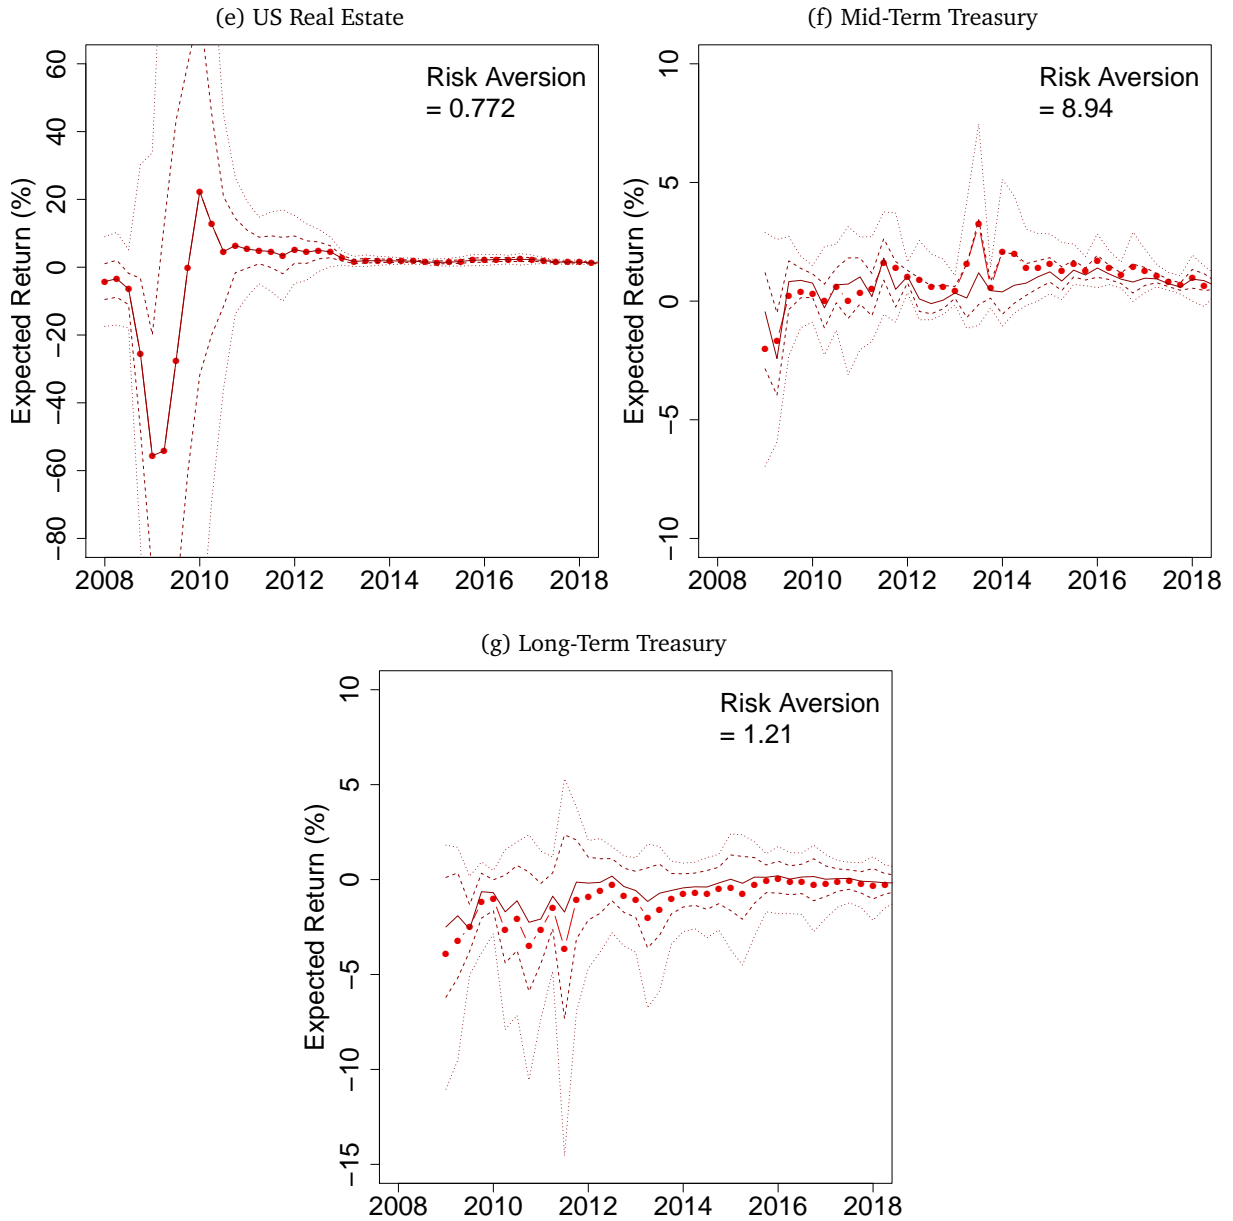 (e) US Real Estate
Expected Return (%)
60
40
20
0
−20
−40
−60
−80
Risk Aversion
= 0.772
2008 2010 2012 2014 2016 2018
(f) Mid-Term Treasury
Expected Return (%)
10
5
0
−5
−10
Risk Aversion
= 8.94
2008 2010 2012 2014 2016 2018
(g) Long-Term Treasury
Expected Return (%)
10
5
0
−5
−10
−15
Risk Aversion
= 1.21
2008 2010 2012 2014 2016 2018